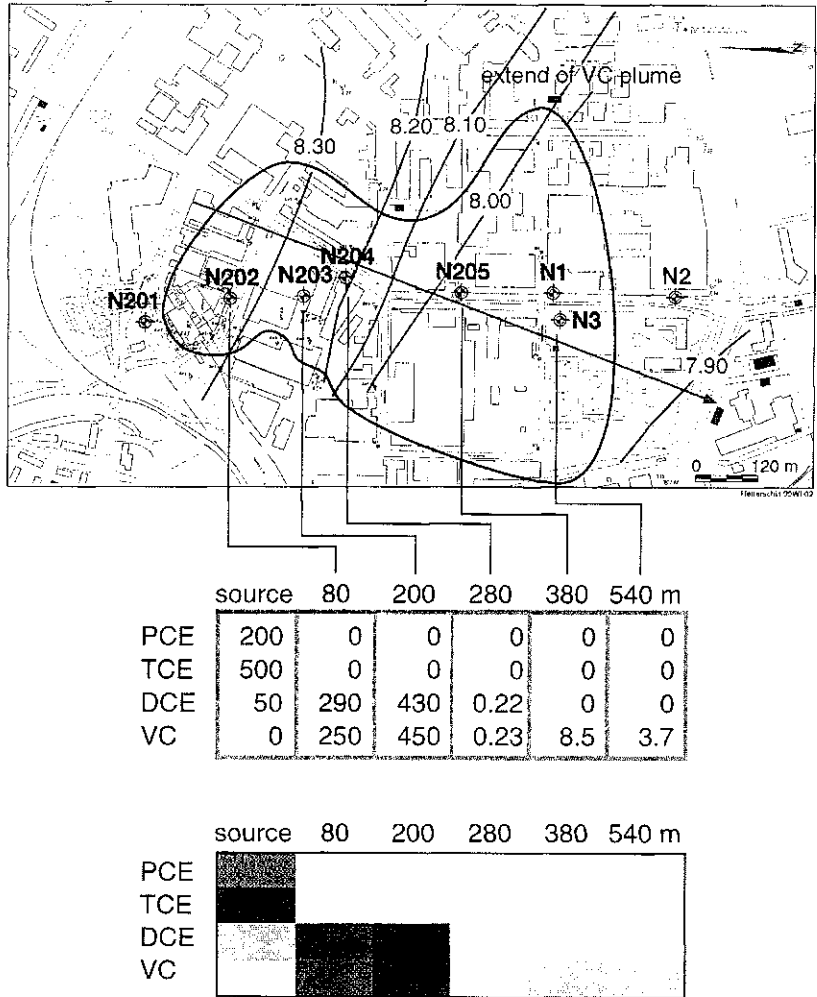 extend of VC plume
8.20
8.10
8.30
8.00
N204
N202
N203
N205
N1
N2
N201
N3
7.90
0 120 m
source 80 200 280 380 540 m
PCE 200 0 0 0 0 0
TCE 500 0 0 0 0 0
DCE 50 290 430 0.22 0 0
VC 0 250 450 0.23 8.5 3.7
source 80 200 280 380 540 m
PCE
TCE
DCE
VC